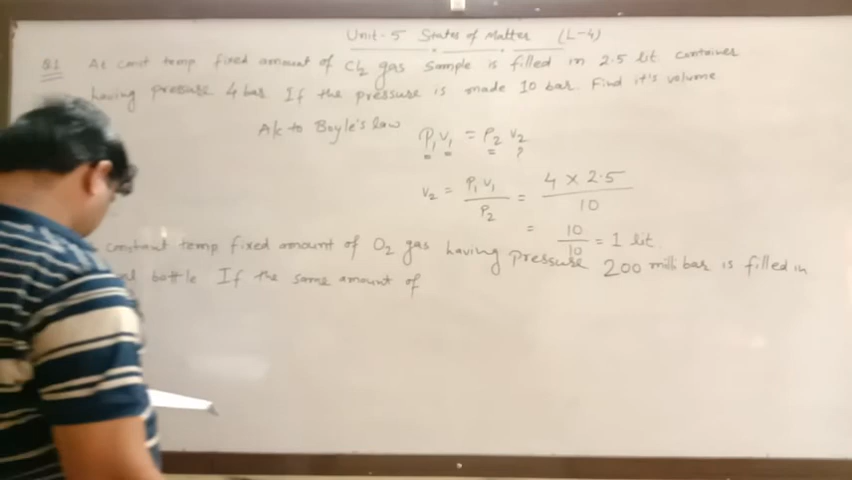 Unit-5 States of Matter (L-4)
Q1 At const temp fixed amount of Cl2 gas sample is filled in 2.5 lit container
having pressure 4 bar. If the pressure is made 10 bar. Find it's volume
A/c to Boyle's law P1V1 = P2V2
= = = ?
V2 = P1V1 / P2 = 4 × 2.5 / 10
= 10 / 10 = 1 lit.
constant temp fixed amount of O2 gas having pressure 200 milli bar is filled in
bottle If the same amount of